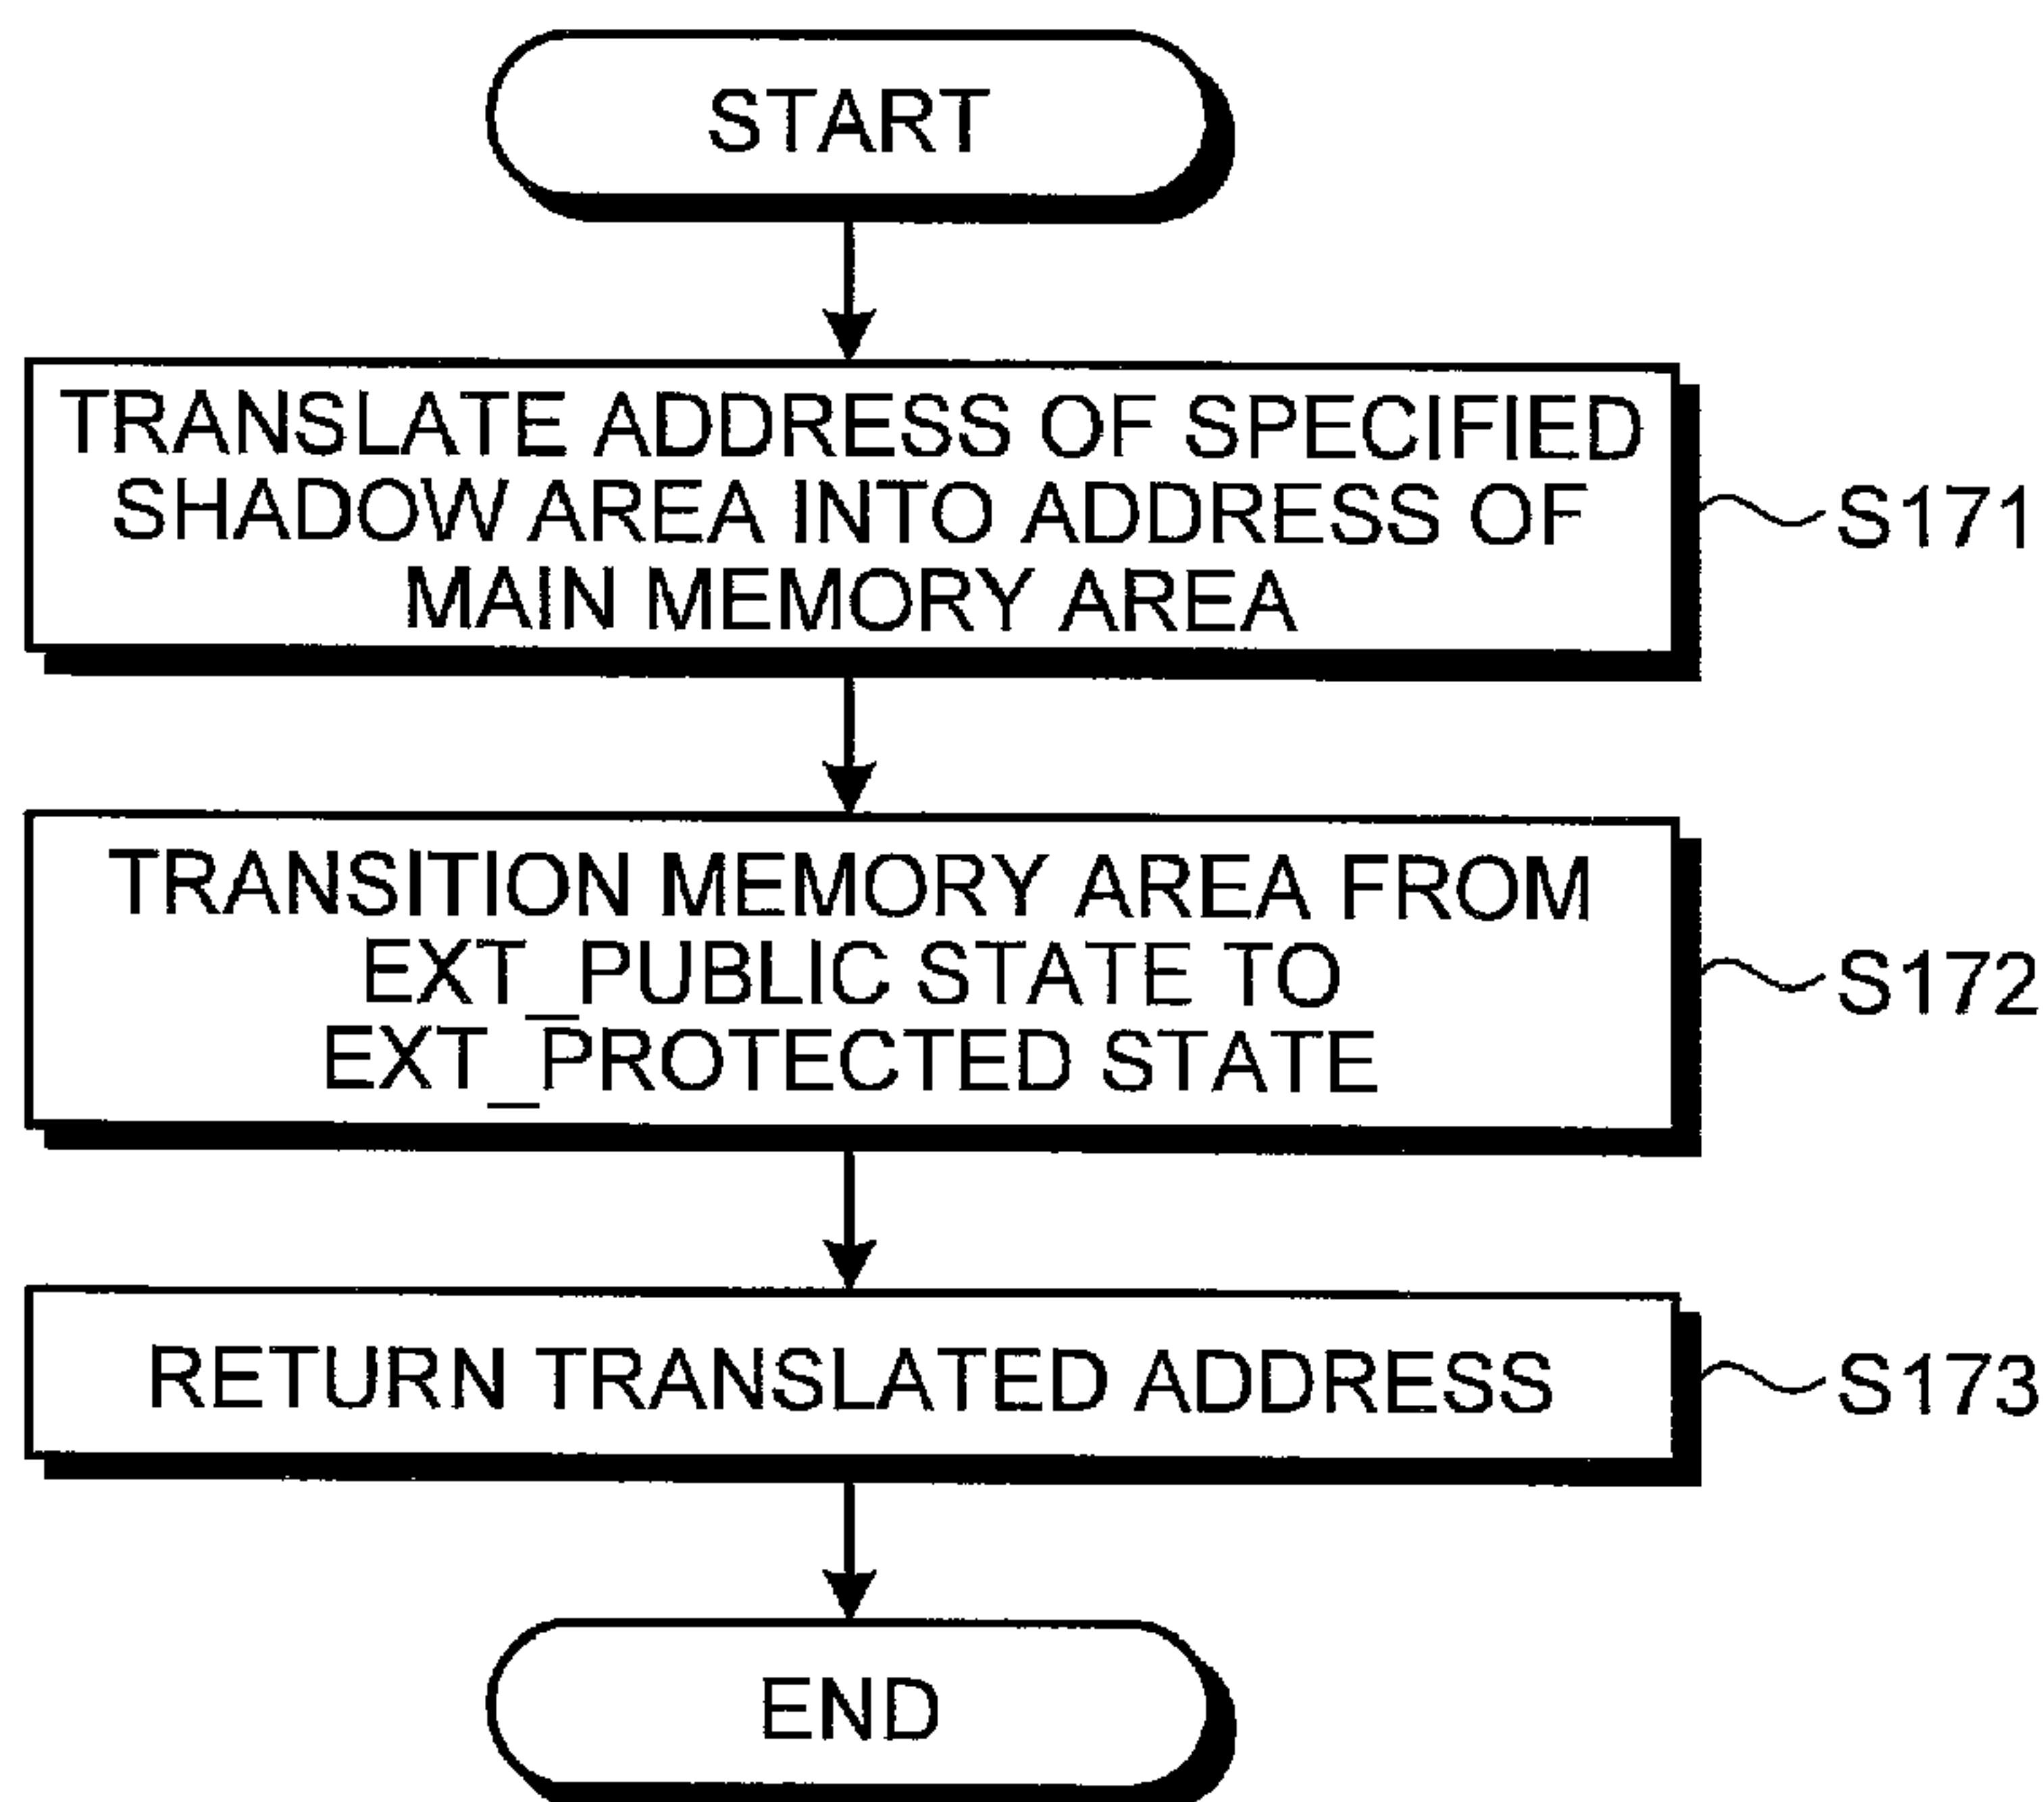 START
TRANSLATE ADDRESS OF SPECIFIED
SHADOW AREA INTO ADDRESS OF
MAIN MEMORY AREA
S171
TRANSITION MEMORY AREA FROM
EXT_PUBLIC STATE TO
EXT_PROTECTED STATE
S172
RETURN TRANSLATED ADDRESS
S173
END